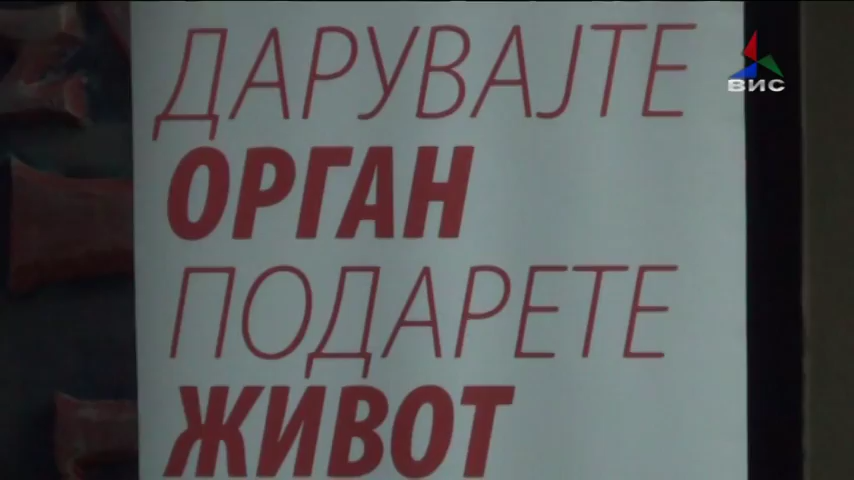 ДАРУВАЈТЕ
ОРГАН
ПОДАРЕТЕ
ЖИВОТ
ВИС